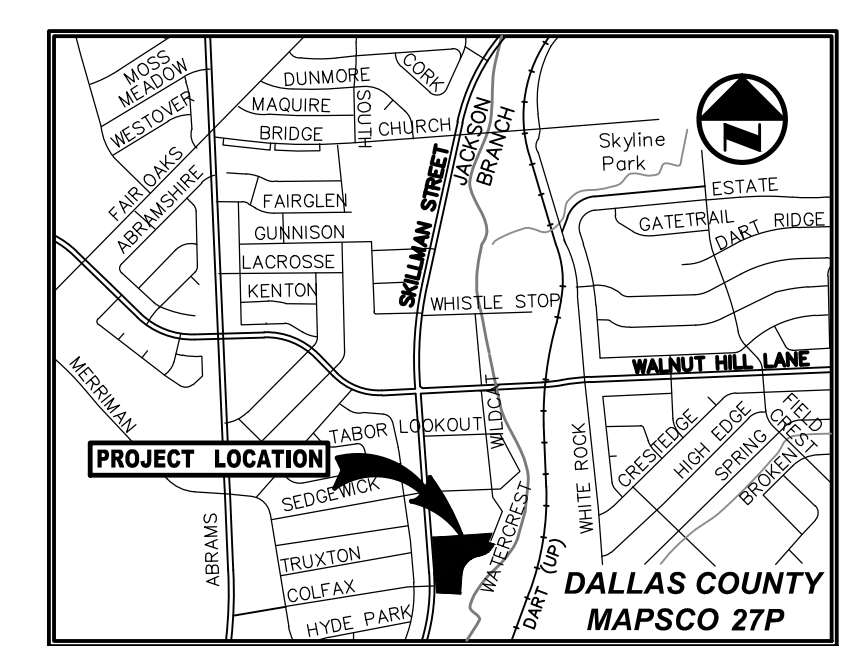 MOSS
MEADOW
WESTOVER
CORK
DUNMORE
MAQUIRE
BRIDGE
SOUTH
CHURCH
FAIR OAKS
ABRAMSHIRE
FAIRGLEN
GUNNISON
LACROSSE
KENTON
SKILLMAN STREET
JACKSON
BRANCH
Skyline
Park
N
ESTATE
GATETRAIL
DART RIDGE
WHISTLE STOP
WALNUT HILL LANE
MERRIMAN
TABOR
LOOKOUT
WILDCAT
PROJECT LOCATION
SEDGEWICK
ABRAMS
TRUXTON
COLFAX
HYDE PARK
WATERCREST
DART (UP)
WHITE ROCK
CRESTEDGE
HIGH EDGE
SPRING
BROKEN
FIELD
CREST
DALLAS COUNTY
MAPSCO 27P